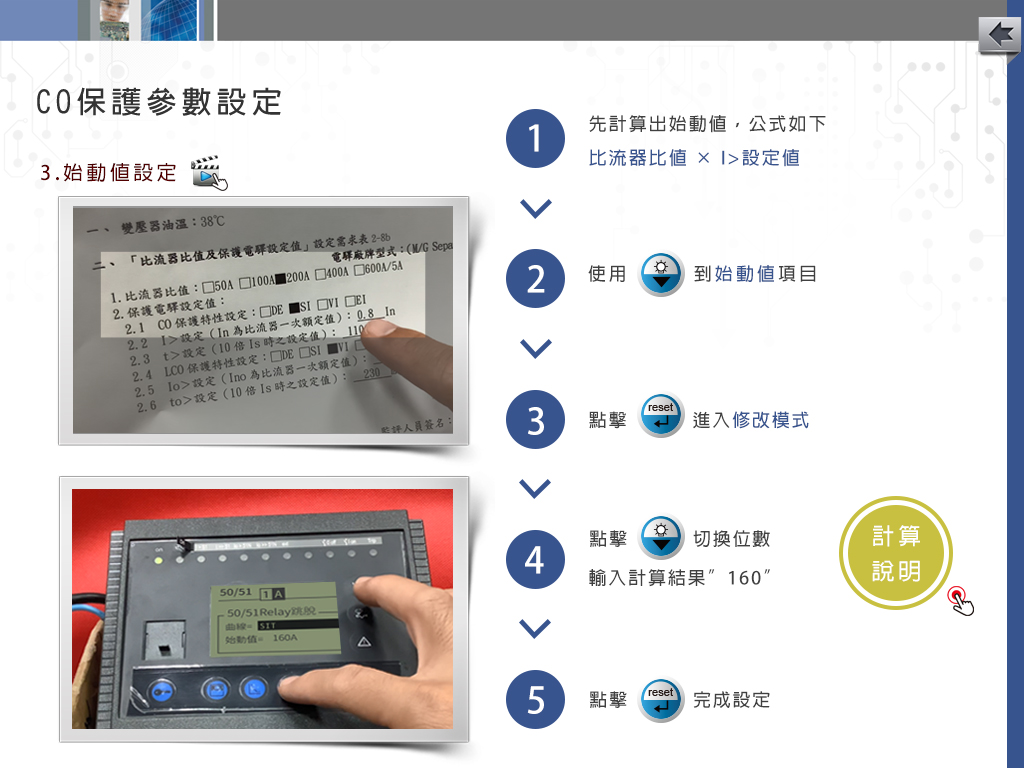 CO保護參數設定
3.始動值設定
一、 變壓器油溫：38℃
二、 「比流器比值及保護電驛設定值」設定需求表2-8b
電驛廠牌型式：(M/G Sepa
1.比流器比值：□50A □100A■200A □400A □600A/5A
2.保護電驛設定值：
2.1 CO保護特性設定：□DE ■SI □VI □EI
2.2 I＞設定（In為比流器一次額定值）：0.8 In
2.3 t＞設定（10倍Is時之設定值）： 110
2.4 LCO保護特性設定：□DE □SI ■VI
2.5 Io＞設定（Ino為比流器一次額定值）：
2.6 to＞設定（10倍Is時之設定值）： 230
監評人員簽名：
on
50/51 1 A
50/51Relay跳脫
曲線= SIT
始動值= 160A
1
先計算出始動值，公式如下
比流器比值 × I>設定值
2
使用 到始動值項目
3
點擊 reset 進入修改模式
4
點擊 切換位數
輸入計算結果”160”
計算
說明
5
點擊 reset 完成設定